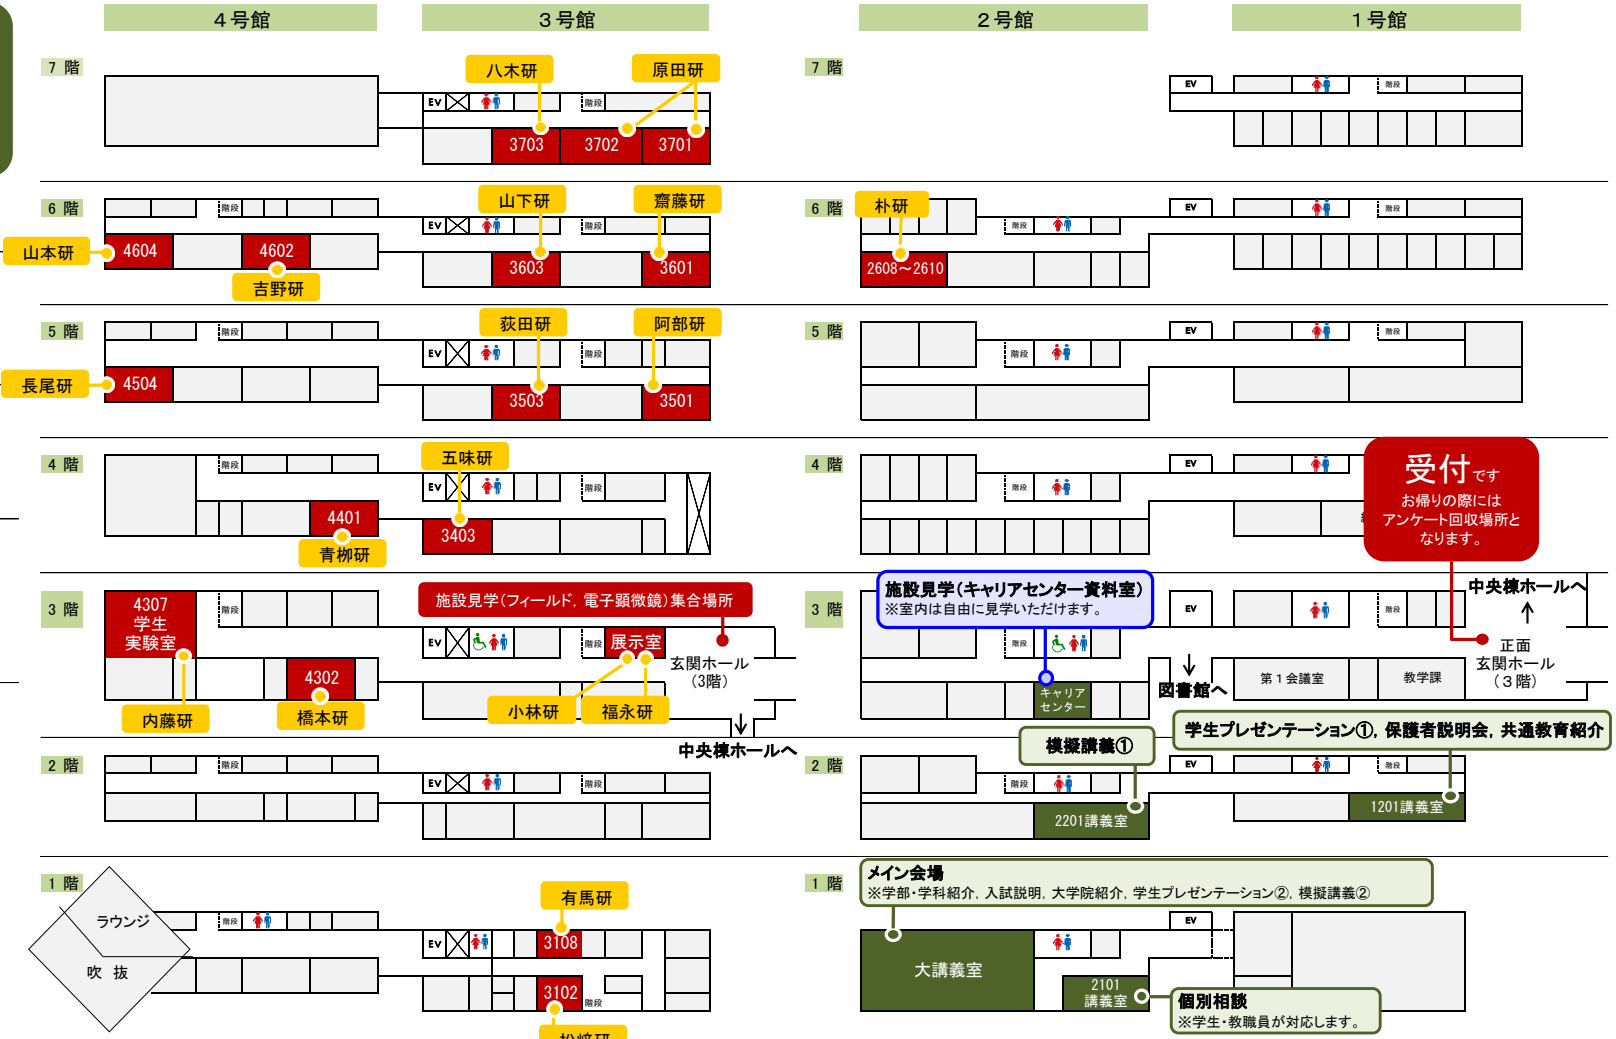 4号館
3号館
2号館
1号館
7 階
八木研
原田研
EV
階段
3703
3702
3701
7 階
EV
階段
6 階
階段
山下研
齋藤研
EV
階段
山本研
4604
4602
吉野研
3603
3601
6 階
朴研
階段
EV
階段
2608～2610
5 階
階段
荻田研
阿部研
EV
階段
長尾研
4504
3503
3501
5 階
階段
EV
階段
4 階
階段
五味研
EV
階段
4401
青栁研
3403
4 階
階段
EV
受付です
お帰りの際には
アンケート回収場所と
なります。
3 階
4307
学生
実験室
階段
施設見学(フィールド, 電子顕微鏡)集合場所
EV
階段
展示室
玄関ホール
(3階)
4302
内藤研
橋本研
小林研
福永研
中央棟ホールへ
3 階
施設見学(キャリアセンター資料室)
※室内は自由に見学いただけます。
階段
EV
階段
中央棟ホールへ
正面
玄関ホール
(3階)
キャリア
センター
図書館へ
第1会議室
教学課
2 階
階段
EV
階段
2 階
模擬講義①
学生プレゼンテーション①, 保護者説明会, 共通教育紹介
階段
EV
階段
2201講義室
1201講義室
1 階
ラウンジ
吹 抜
階段
有馬研
EV
3108
3102
階段
松﨑研
1 階
メイン会場
※学部・学科紹介, 入試説明, 大学院紹介, 学生プレゼンテーション②, 模擬講義②
EV
大講義室
2101
講義室
個別相談
※学生・教職員が対応します。